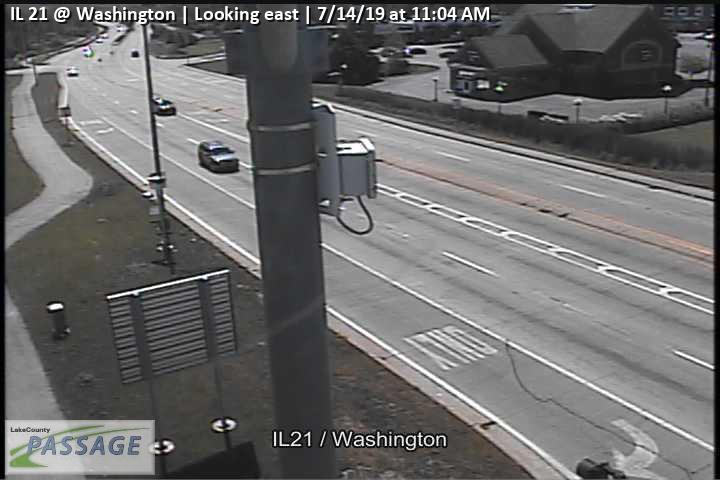 IL 21 @ Washington | Looking east | 7/14/19 at 11:04 AM
ONLY
LakeCounty
PASSAGE
IL21 / Washington